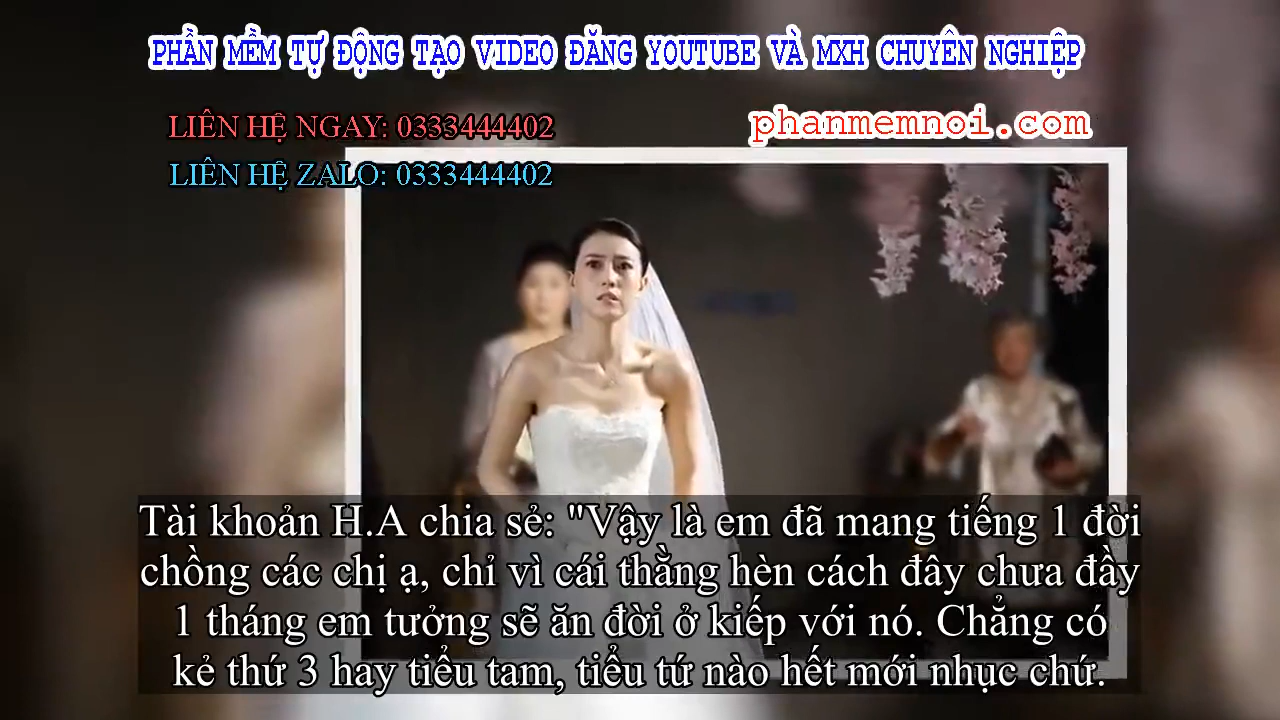 PHẦN MỀM TỰ ĐỘNG TẠO VIDEO ĐĂNG YOUTUBE VÀ MXH CHUYÊN NGHIỆP
LIÊN HỆ NGAY: 0333444402
phanmemnoi.com
LIÊN HỆ ZALO: 0333444402
Tài khoản H.A chia sẻ: "Vậy là em đã mang tiếng 1 đời
chồng các chị ạ, chỉ vì cái thằng hèn cách đây chưa đầy
1 tháng em tưởng sẽ ăn đời ở kiếp với nó. Chẳng có
kẻ thứ 3 hay tiểu tam, tiểu tứ nào hết mới nhục chứ.